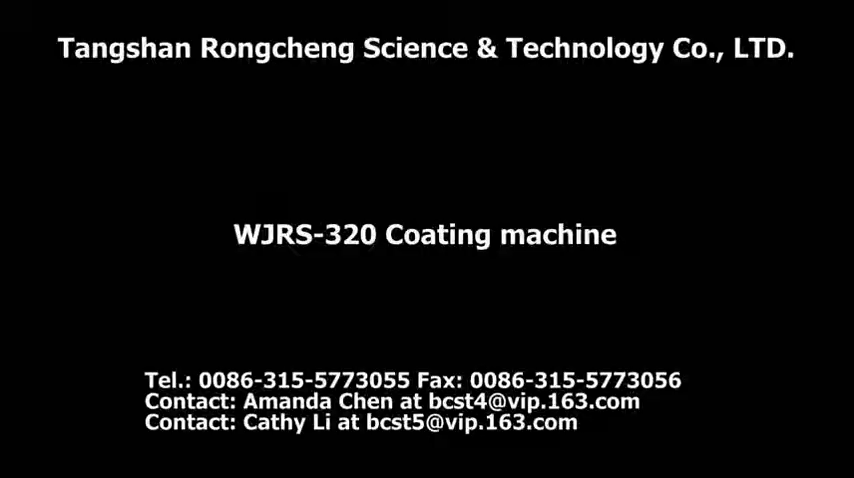 Tangshan Rongcheng Science & Technology Co., LTD.
WJRS-320 Coating machine
Tel.: 0086-315-5773055 Fax: 0086-315-5773056
Contact: Amanda Chen at bcst4@vip.163.com
Contact: Cathy Li at bcst5@vip.163.com